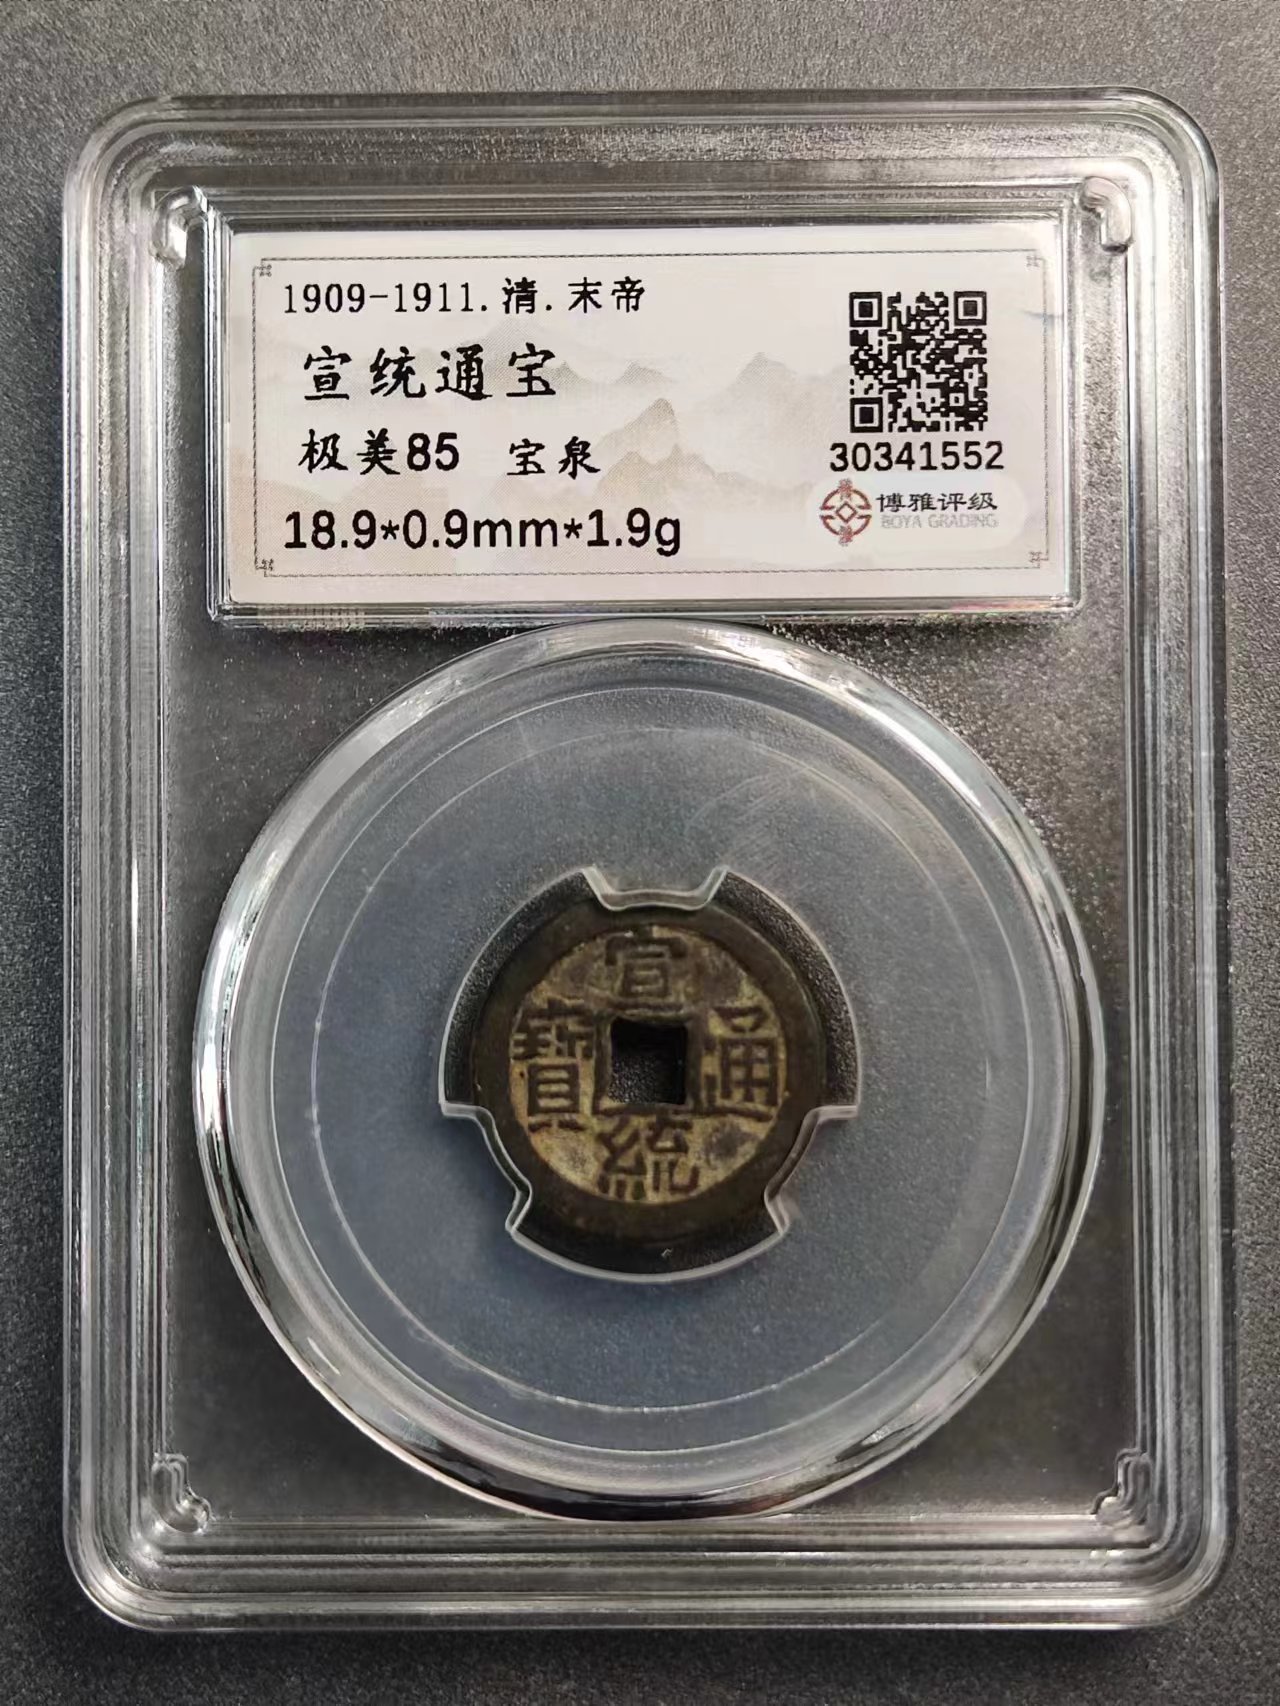 1909-1911.清.末帝
宣统通宝
极美85 宝泉
18.9*0.9mm*1.9g
30341552
博雅评级
BOYA GRADING
宣統通寶